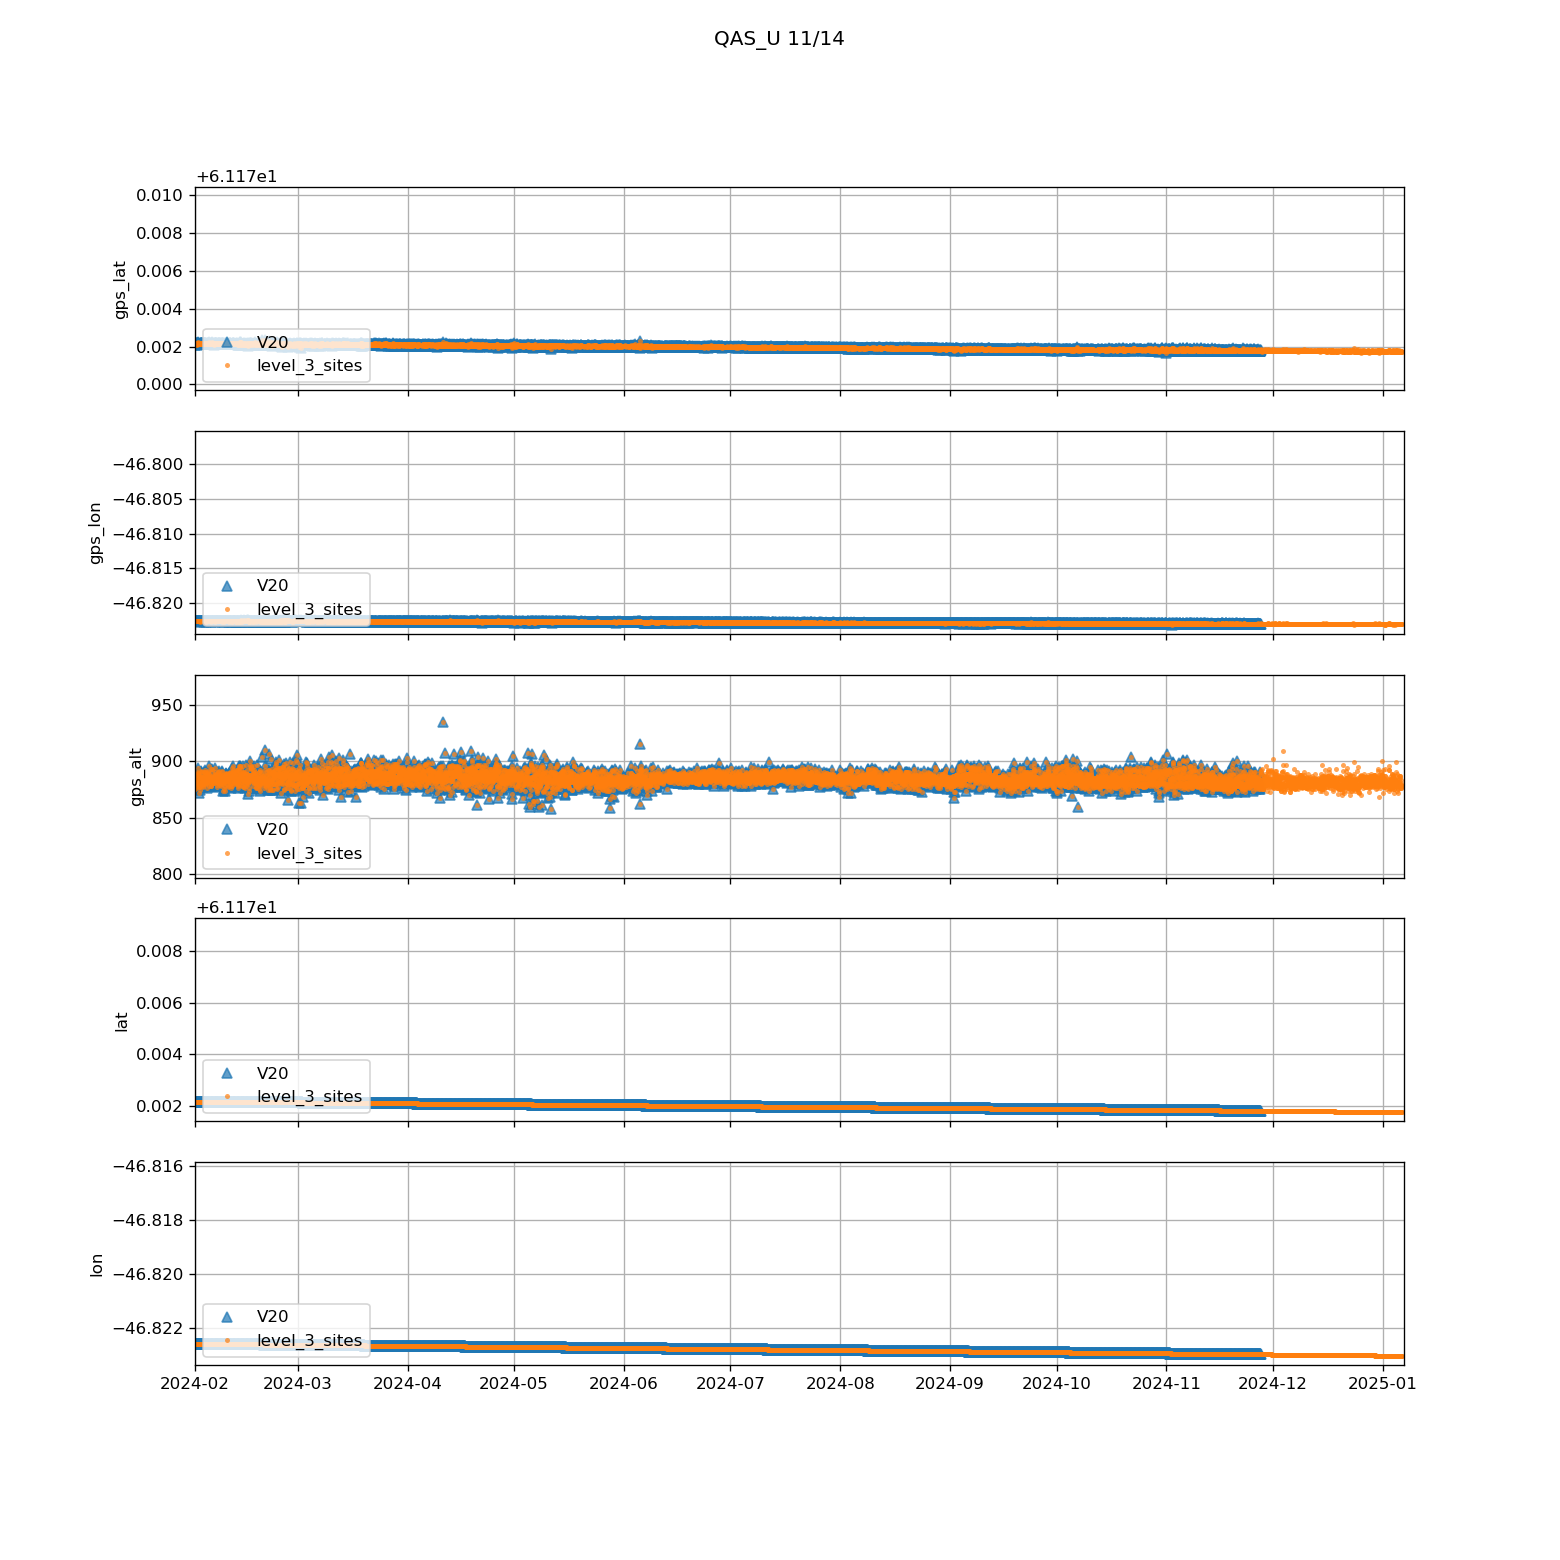 QAS_U 11/14
+6.117e1
0.010
0.008
0.006
0.004
0.002
0.000
gps_lat
V20
level_3_sites
−46.800
−46.805
−46.810
−46.815
−46.820
gps_lon
V20
level_3_sites
950
900
850
800
gps_alt
V20
level_3_sites
+6.117e1
0.008
0.006
0.004
0.002
lat
V20
level_3_sites
−46.816
−46.818
−46.820
−46.822
lon
V20
level_3_sites
2024-02 2024-03 2024-04 2024-05 2024-06 2024-07 2024-08 2024-09 2024-10 2024-11 2024-12 2025-01